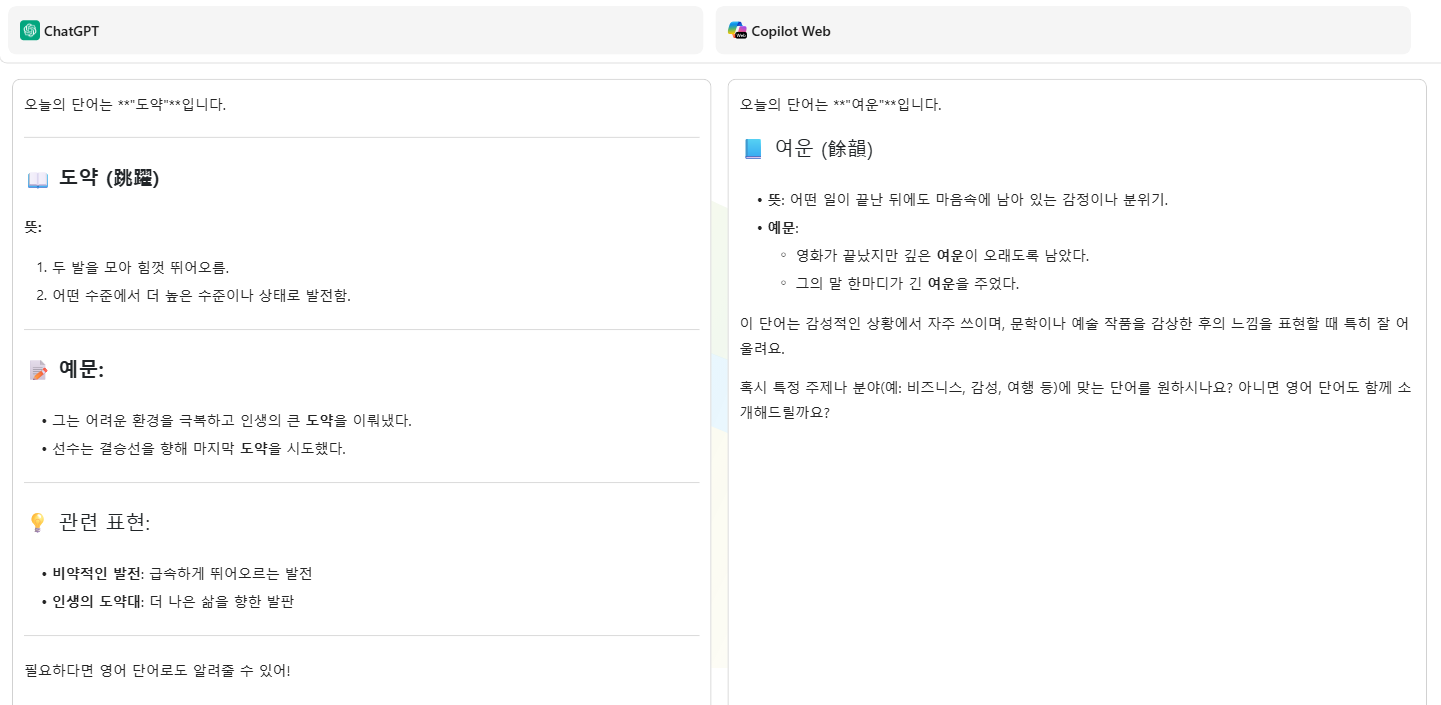 ChatGPT
오늘의 단어는 **"도약"**입니다.
📖 도약 (跳躍)
뜻:
1. 두 발을 모아 힘껏 뛰어오름.
2. 어떤 수준에서 더 높은 수준이나 상태로 발전함.
📝 예문:
• 그는 어려운 환경을 극복하고 인생의 큰 도약을 이뤄냈다.
• 선수는 결승선을 향해 마지막 도약을 시도했다.
💡 관련 표현:
• 비약적인 발전: 급속하게 뛰어오르는 발전
• 인생의 도약대: 더 나은 삶을 향한 발판
필요하다면 영어 단어로도 알려줄 수 있어!
Copilot Web
오늘의 단어는 **"여운"**입니다.
📘 여운 (餘韻)
• 뜻: 어떤 일이 끝난 뒤에도 마음속에 남아 있는 감정이나 분위기.
• 예문:
◦ 영화가 끝났지만 깊은 여운이 오래도록 남았다.
◦ 그의 말 한마디가 긴 여운을 주었다.
이 단어는 감성적인 상황에서 자주 쓰이며, 문학이나 예술 작품을 감상한 후의 느낌을 표현할 때 특히 잘 어
울려요.
혹시 특정 주제나 분야(예: 비즈니스, 감성, 여행 등)에 맞는 단어를 원하시나요? 아니면 영어 단어도 함께 소
개해드릴까요?